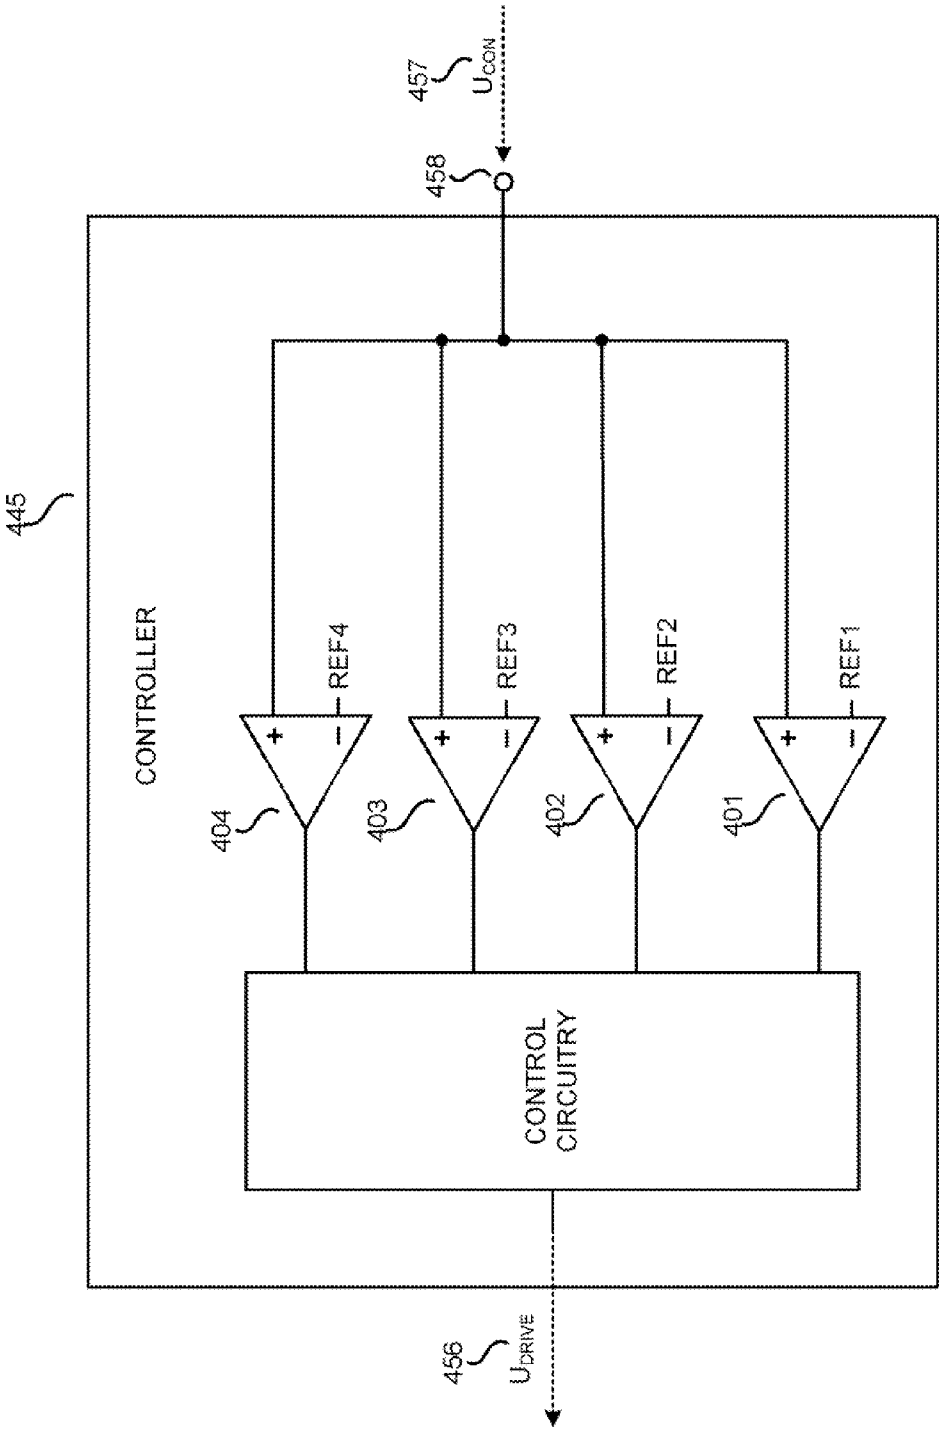 445
CONTROLLER
404
+
− REF4
403
457
458
+
456
UCON
− REF3
UDRIVE
CONTROL
CIRCUITRY
402
+
− REF2
401
+
− REF1